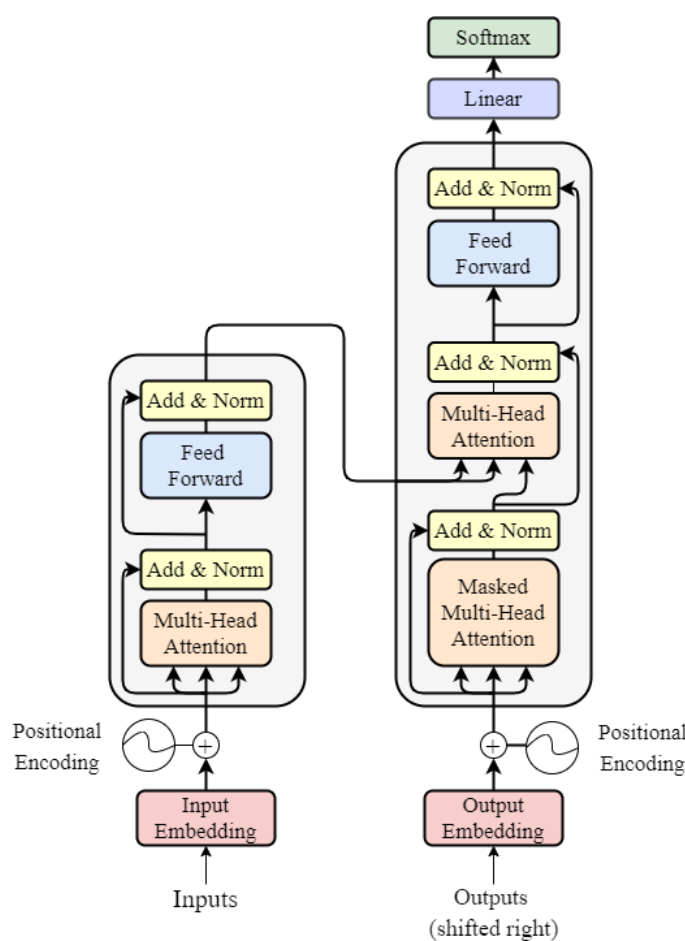 Softmax
Linear
Add & Norm
Feed
Forward
Add & Norm
Multi-Head
Attention
Add & Norm
Masked
Multi-Head
Attention
Add & Norm
Feed
Forward
Add & Norm
Multi-Head
Attention
Positional
Encoding
Positional
Encoding
Input
Embedding
Output
Embedding
Inputs
Outputs
(shifted right)